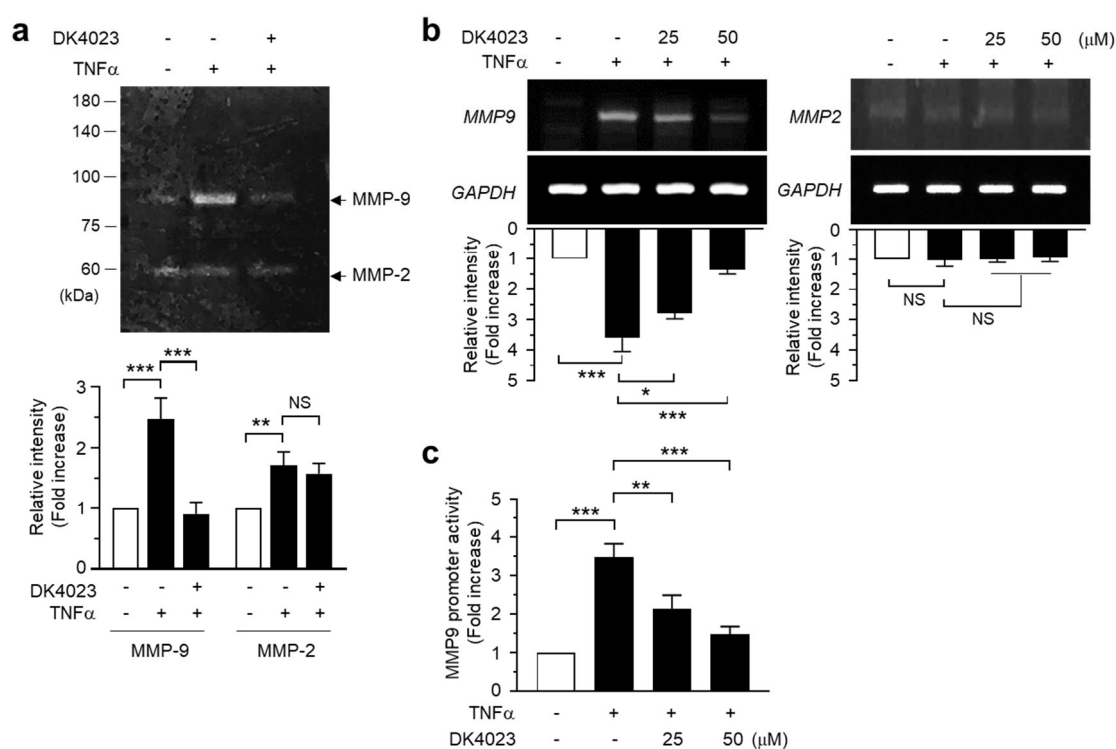 a
DK4023 - - +
TNFα - + +
180
140
100
90
75
60
(kDa)
MMP-9
MMP-2
Relative intensity
(Fold increase)
3
2
1
0
***
***
**
NS
DK4023 - - + - - +
TNFα - + + - + +
MMP-9 MMP-2
b
DK4023 - - 25 50
TNFα - + + +
MMP9
GAPDH
Relative intensity
(Fold increase)
0
1
2
3
4
5
***
*
***
- - 25 50 (μM)
- + + +
MMP2
GAPDH
Relative intensity
(Fold increase)
0
1
2
3
4
5
NS
NS
c
MMP9 promoter activity
(Fold increase)
5
4
3
2
1
0
***
**
***
TNFα - + + +
DK4023 - - 25 50 (μM)